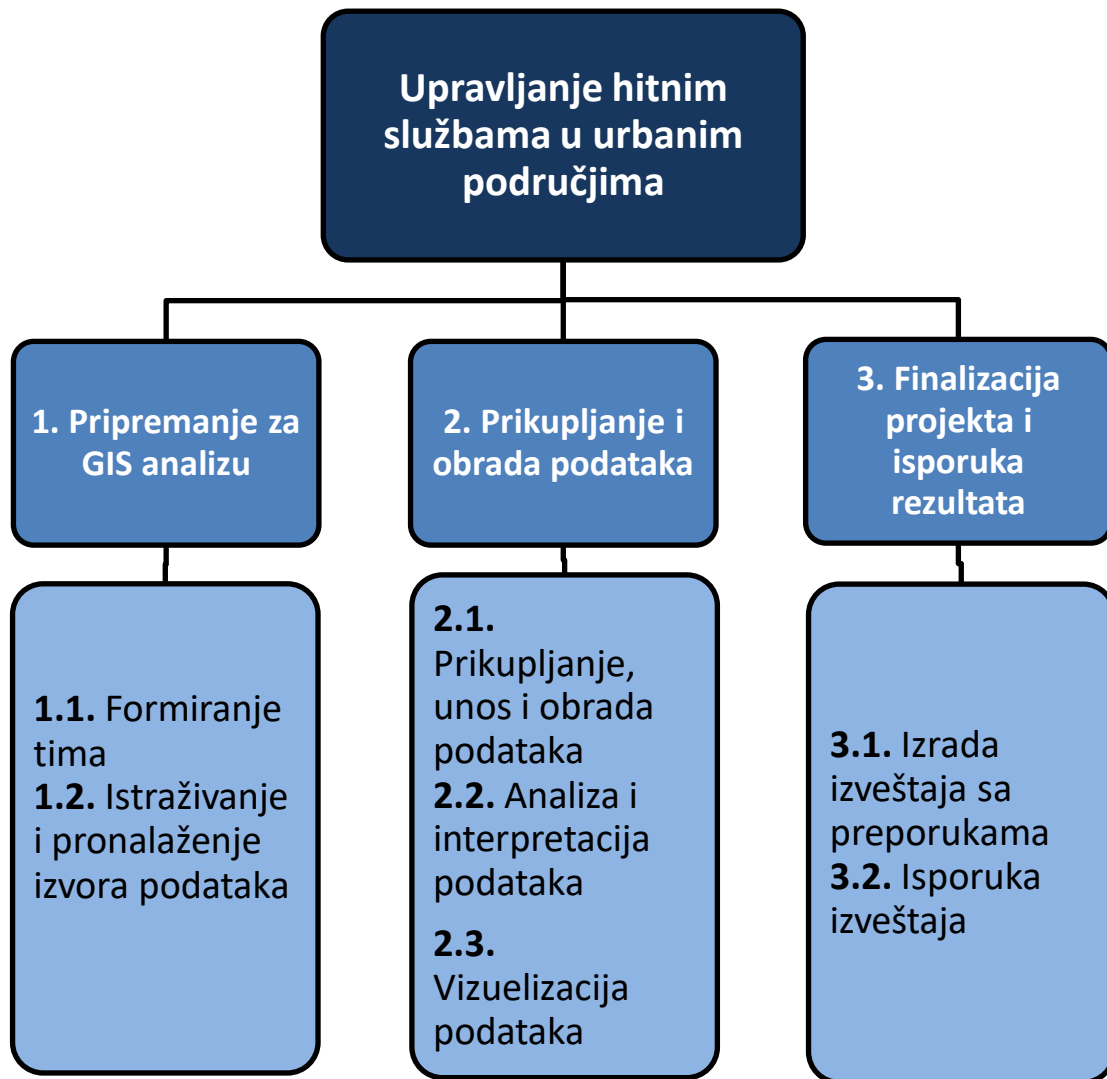 Upravljanje hitnim
službama u urbanim
područjima
1. Pripremanje za
GIS analizu
2. Prikupljanje i
obrada podataka
3. Finalizacija
projekta i
isporuka
rezultata
1.1. Formiranje
tima
1.2. Istraživanje
i pronalaženje
izvora podataka
2.1.
Prikupljanje,
unos i obrada
podataka
2.2. Analiza i
interpretacija
podataka
2.3.
Vizuelizacija
podataka
3.1. Izrada
izveštaja sa
preporukama
3.2. Isporuka
izveštaja